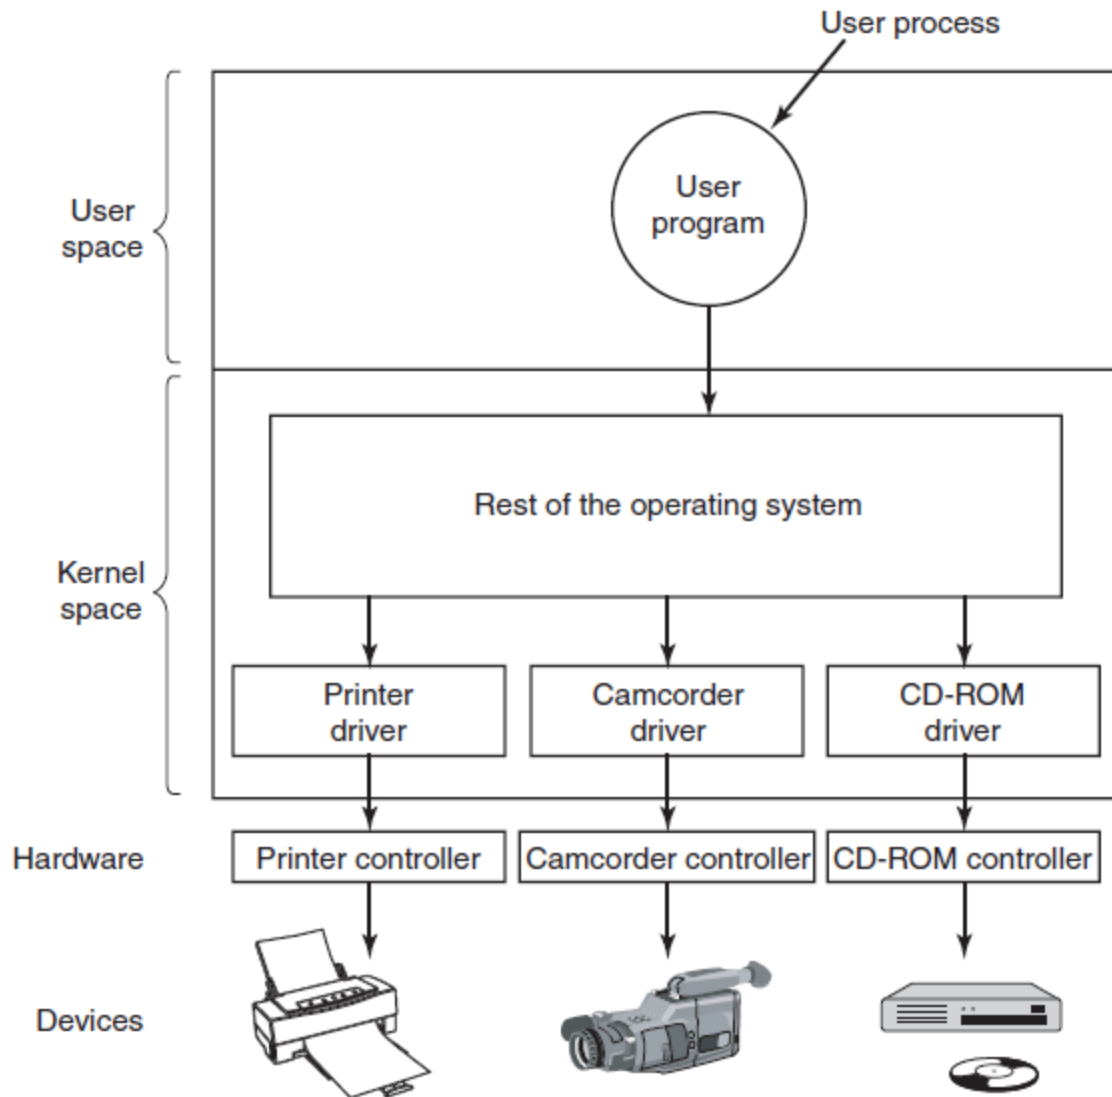 User process
User
program
User
space
Rest of the operating system
Kernel
space
Printer
driver
Camcorder
driver
CD-ROM
driver
Hardware
Printer controller
Camcorder controller
CD-ROM controller
Devices